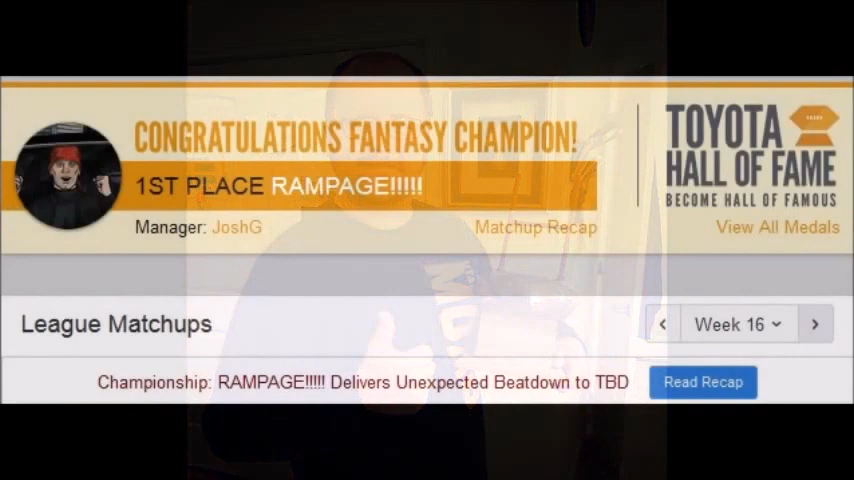 CONGRATULATIONS FANTASY CHAMPION!
1ST PLACE RAMPAGE!!!!!
Manager: JoshG
Matchup Recap
TOYOTA
HALL OF FAME
BECOME HALL OF FAMOUS
View All Medals
League Matchups
Week 16
Championship: RAMPAGE!!!!! Delivers Unexpected Beatdown to TBD
Read Recap